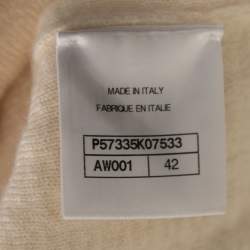 MADE IN ITALY
FABRIQUE EN ITALIE
P57335K07533
AW001 42